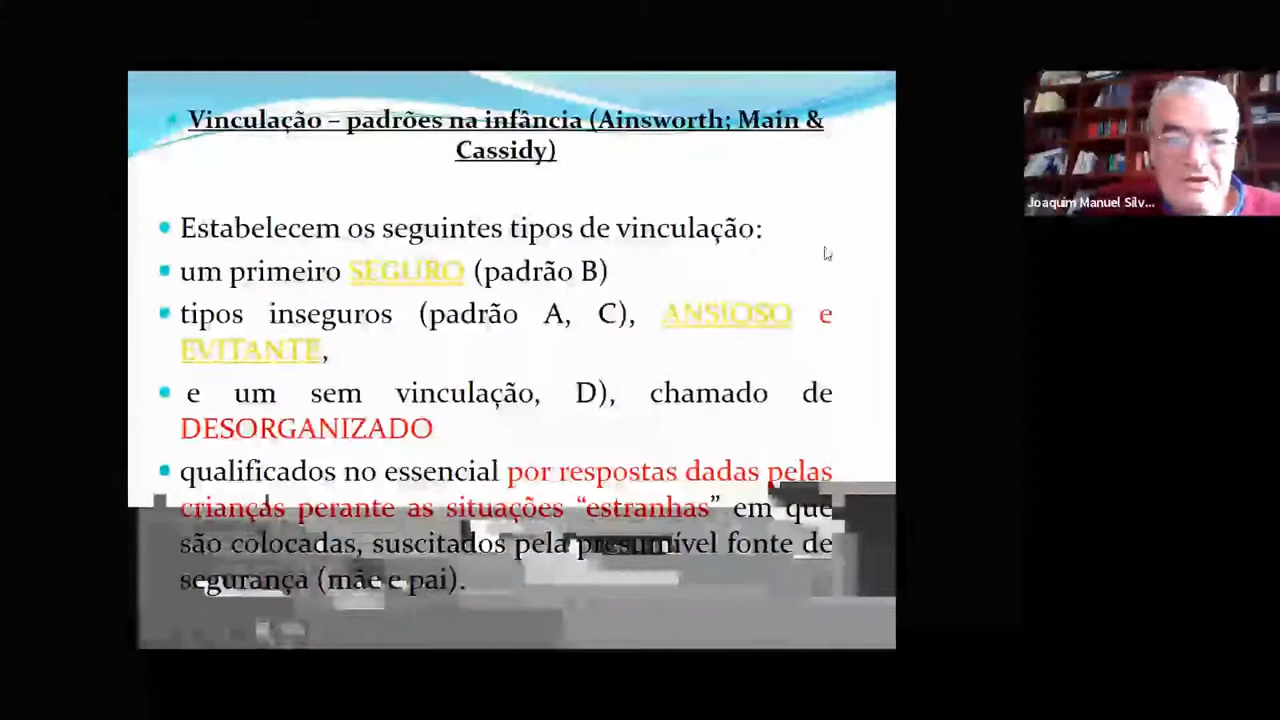 Vinculação – padrões na infância (Ainsworth; Main &
Cassidy)
Estabelecem os seguintes tipos de vinculação:
um primeiro SEGURO (padrão B)
tipos inseguros (padrão A, C), ANSIOSO e
EVITANTE,
e um sem vinculação, D), chamado de
DESORGANIZADO
qualificados no essencial por respostas dadas pelas
crianças perante as situações “estranhas” em que
são colocadas, suscitados pela presumível fonte de
segurança (mãe e pai).
Joaquim Manuel Silv...